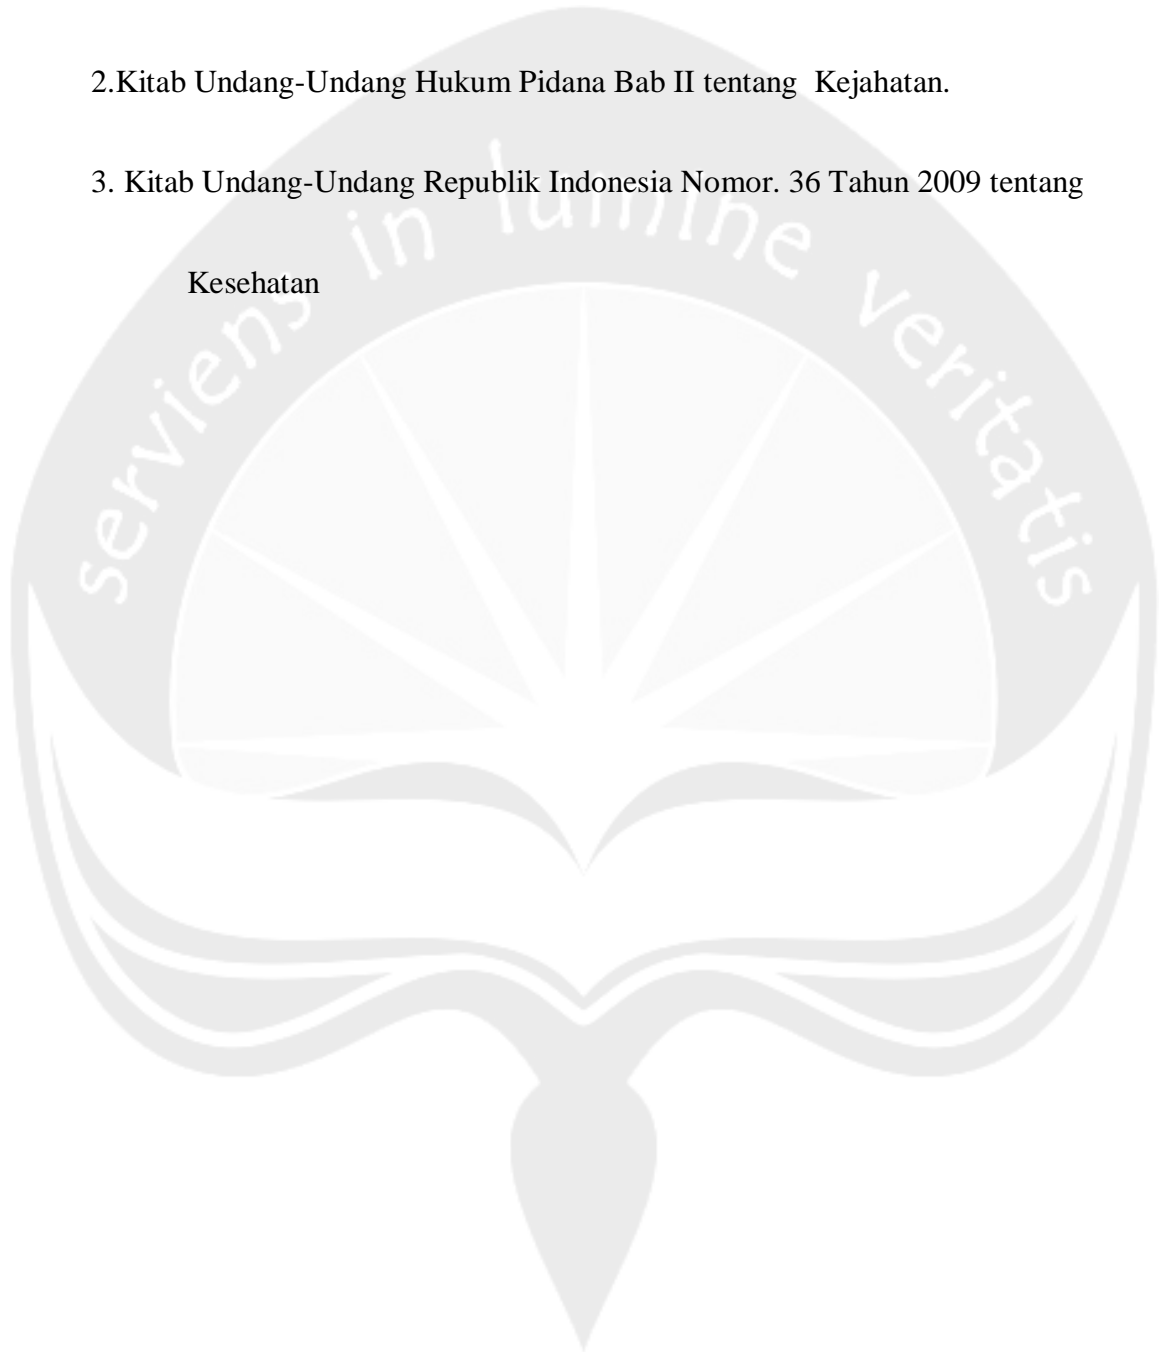 2.Kitab Undang-Undang Hukum Pidana Bab II tentang Kejahatan.
3. Kitab Undang-Undang Republik Indonesia Nomor. 36 Tahun 2009 tentang
Kesehatan
serviens in lumine veritatis